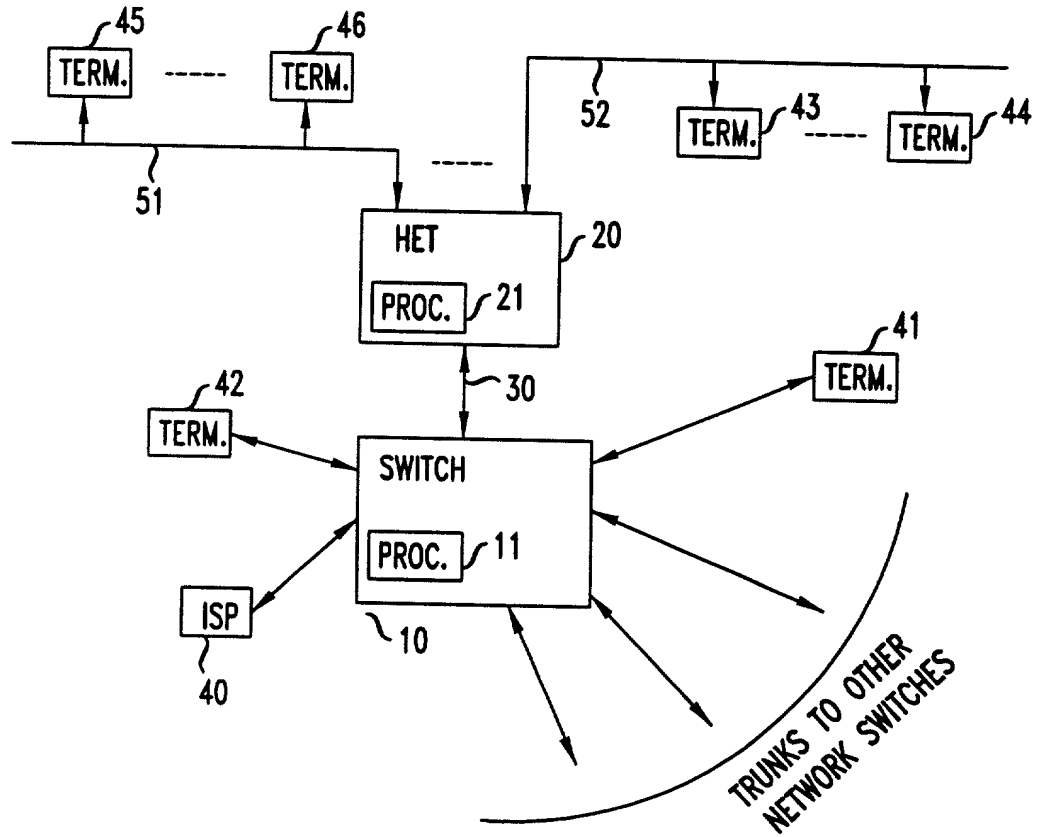 45
TERM.
46
TERM.
52
43
TERM.
44
TERM.
51
HET
20
PROC.
21
30
41
TERM.
42
TERM.
SWITCH
PROC.
11
10
ISP
40
TRUNKS TO OTHER
NETWORK SWITCHES